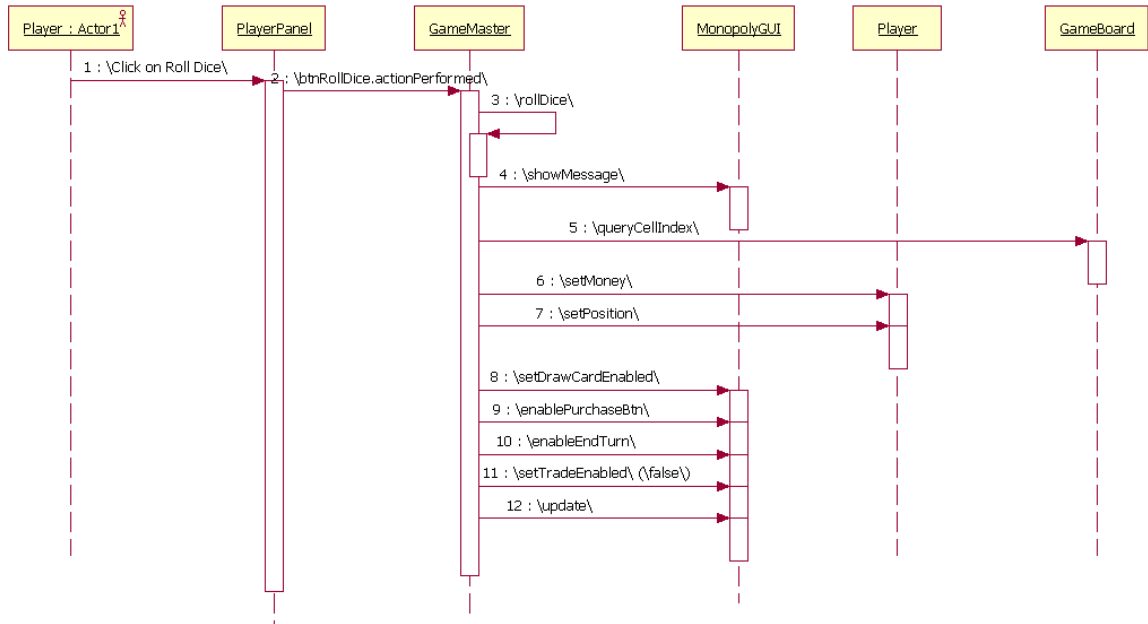 Player : Actor1
PlayerPanel
GameMaster
MonopolyGUI
Player
GameBoard
1 : \Click on Roll Dice\
2 : \btnRollDice.actionPerformed\
3 : \rollDice\
4 : \showMessage\
5 : \queryCellIndex\
6 : \setMoney\
7 : \setPosition\
8 : \setDrawCardEnabled\
9 : \enablePurchaseBtn\
10 : \enableEndTurn\
11 : \setTradeEnabled\ (\false\)
12 : \update\